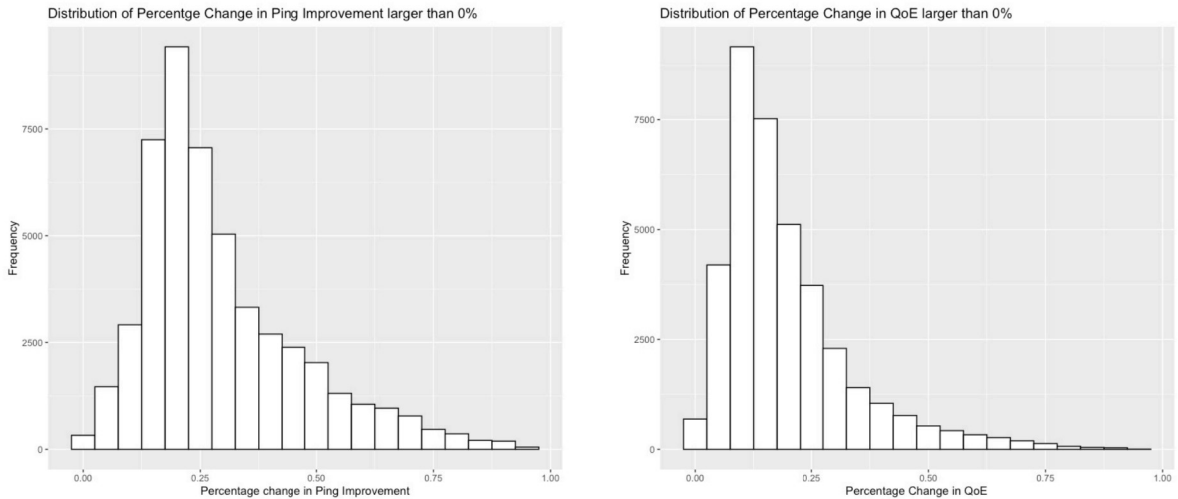 Distribution of Percentge Change in Ping Improvement larger than 0%
7500
5000
2500
0
Frequency
0.00 0.25 0.50 0.75 1.00
Percentage change in Ping Improvement
Distribution of Percentage Change in QoE larger than 0%
7500
5000
2500
0
Frequency
0.00 0.25 0.50 0.75 1.00
Percentage Change in QoE